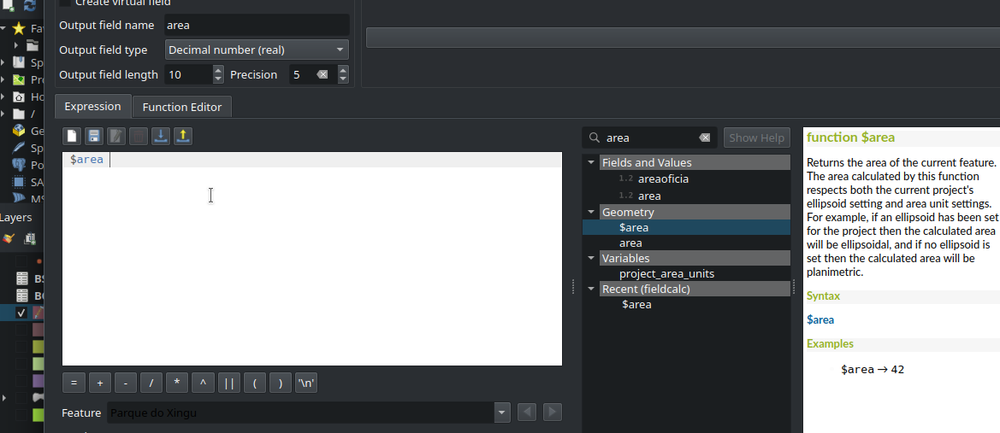 Create virtual field
Output field name area
Output field type Decimal number (real)
Output field length 10 Precision 5
Expression Function Editor
$area
= + - / * ^ || ( ) '\n'
Feature Parque do Xingu
area Show Help
Fields and Values
1.2 areaoficia
1.2 area
Geometry
$area
area
Variables
project_area_units
Recent (fieldcalc)
$area
function $area
Returns the area of the current feature.
The area calculated by this function
respects both the current project's
ellipsoid setting and area unit settings.
For example, if an ellipsoid has been set
for the project then the calculated area
will be ellipsoidal, and if no ellipsoid is
set then the calculated area will be
planimetric.
Syntax
$area
Examples
$area → 42
Fa
Sp
Pr
Ho
/
Ge
Sp
Po
SA
MS
Layers
BS